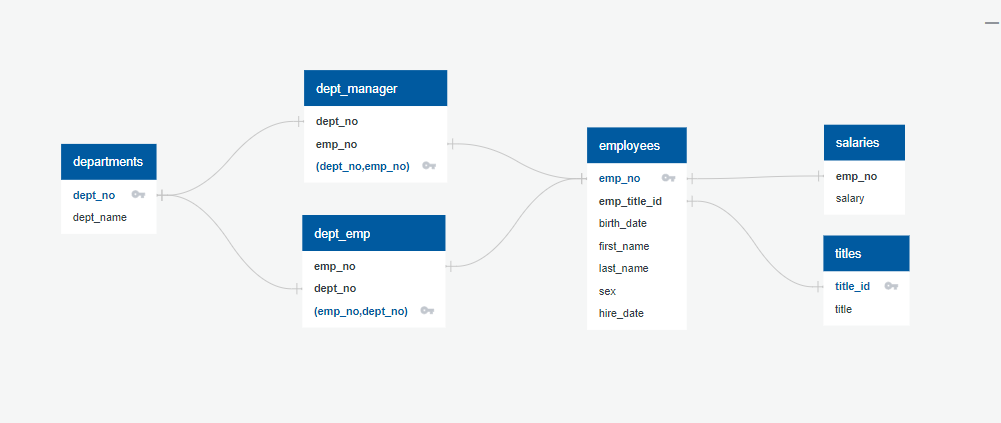 departments
dept_no
dept_name
dept_manager
dept_no
emp_no
(dept_no,emp_no)
dept_emp
emp_no
dept_no
(emp_no,dept_no)
employees
emp_no
emp_title_id
birth_date
first_name
last_name
sex
hire_date
salaries
emp_no
salary
titles
title_id
title